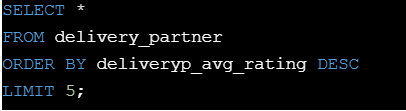 SELECT *
FROM delivery_partner
ORDER BY deliveryp_avg_rating DESC
LIMIT 5;